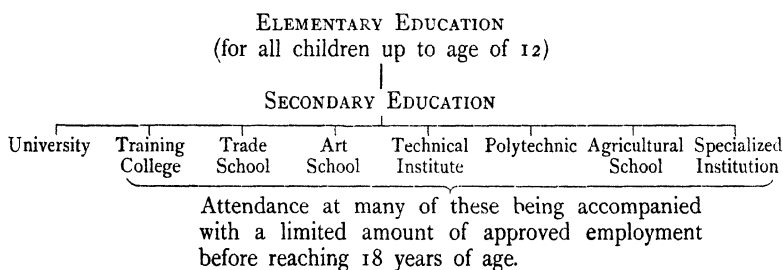 ELEMENTARY EDUCATION
(for all children up to age of 12)
SECONDARY EDUCATION
University Training College Trade School Art School Technical Institute Polytechnic Agricultural School Specialized Institution
Attendance at many of these being accompanied
with a limited amount of approved employment
before reaching 18 years of age.